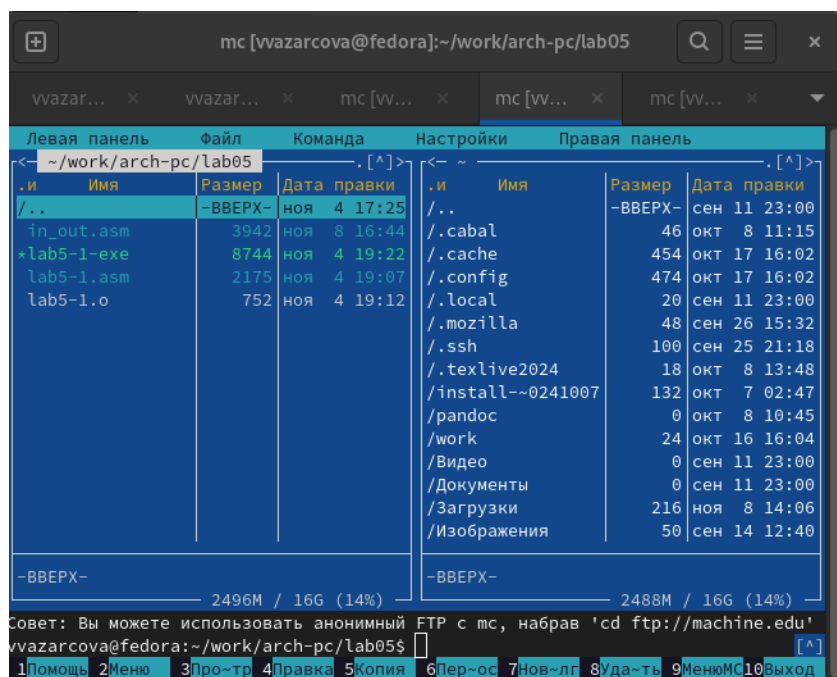 mc [vvazarcova@fedora]:~/work/arch-pc/lab05
vvazar... × vvazar... × mc [vv... × mc [vv... × mc [vv... ×
Левая панель Файл Команда Настройки Правая панель
<— ~/work/arch-pc/lab05 .[^]> <— ~ .[^]>
.и Имя Размер Дата правки .и Имя Размер Дата правки
/.. -ВВЕРХ- ноя 4 17:25 /.. -ВВЕРХ- сен 11 23:00
in_out.asm 3942 ноя 8 16:44 /.cabal 46 окт 8 11:15
*lab5-1-exe 8744 ноя 4 19:22 /.cache 454 окт 17 16:02
lab5-1.asm 2175 ноя 4 19:07 /.config 474 окт 17 16:02
lab5-1.o 752 ноя 4 19:12 /.local 20 сен 11 23:00
/.mozilla 48 сен 26 15:32
/.ssh 100 сен 25 21:18
/.texlive2024 18 окт 8 13:48
/install-~0241007 132 окт 7 02:47
/pandoc 0 окт 8 10:45
/work 24 окт 16 16:04
/Видео 0 сен 11 23:00
/Документы 0 сен 11 23:00
/Загрузки 216 ноя 8 14:06
/Изображения 50 сен 14 12:40
-ВВЕРХ- -ВВЕРХ-
2496M / 16G (14%) 2488M / 16G (14%)
Совет: Вы можете использовать анонимный FTP с mc, набрав 'cd ftp://machine.edu'
vvazarcova@fedora:~/work/arch-pc/lab05$ [^]
1Помощь 2Меню 3Про~тр 4Правка 5Копия 6Пер~ос 7Нов~лг 8Уда~ть 9МенюMC 10Выход